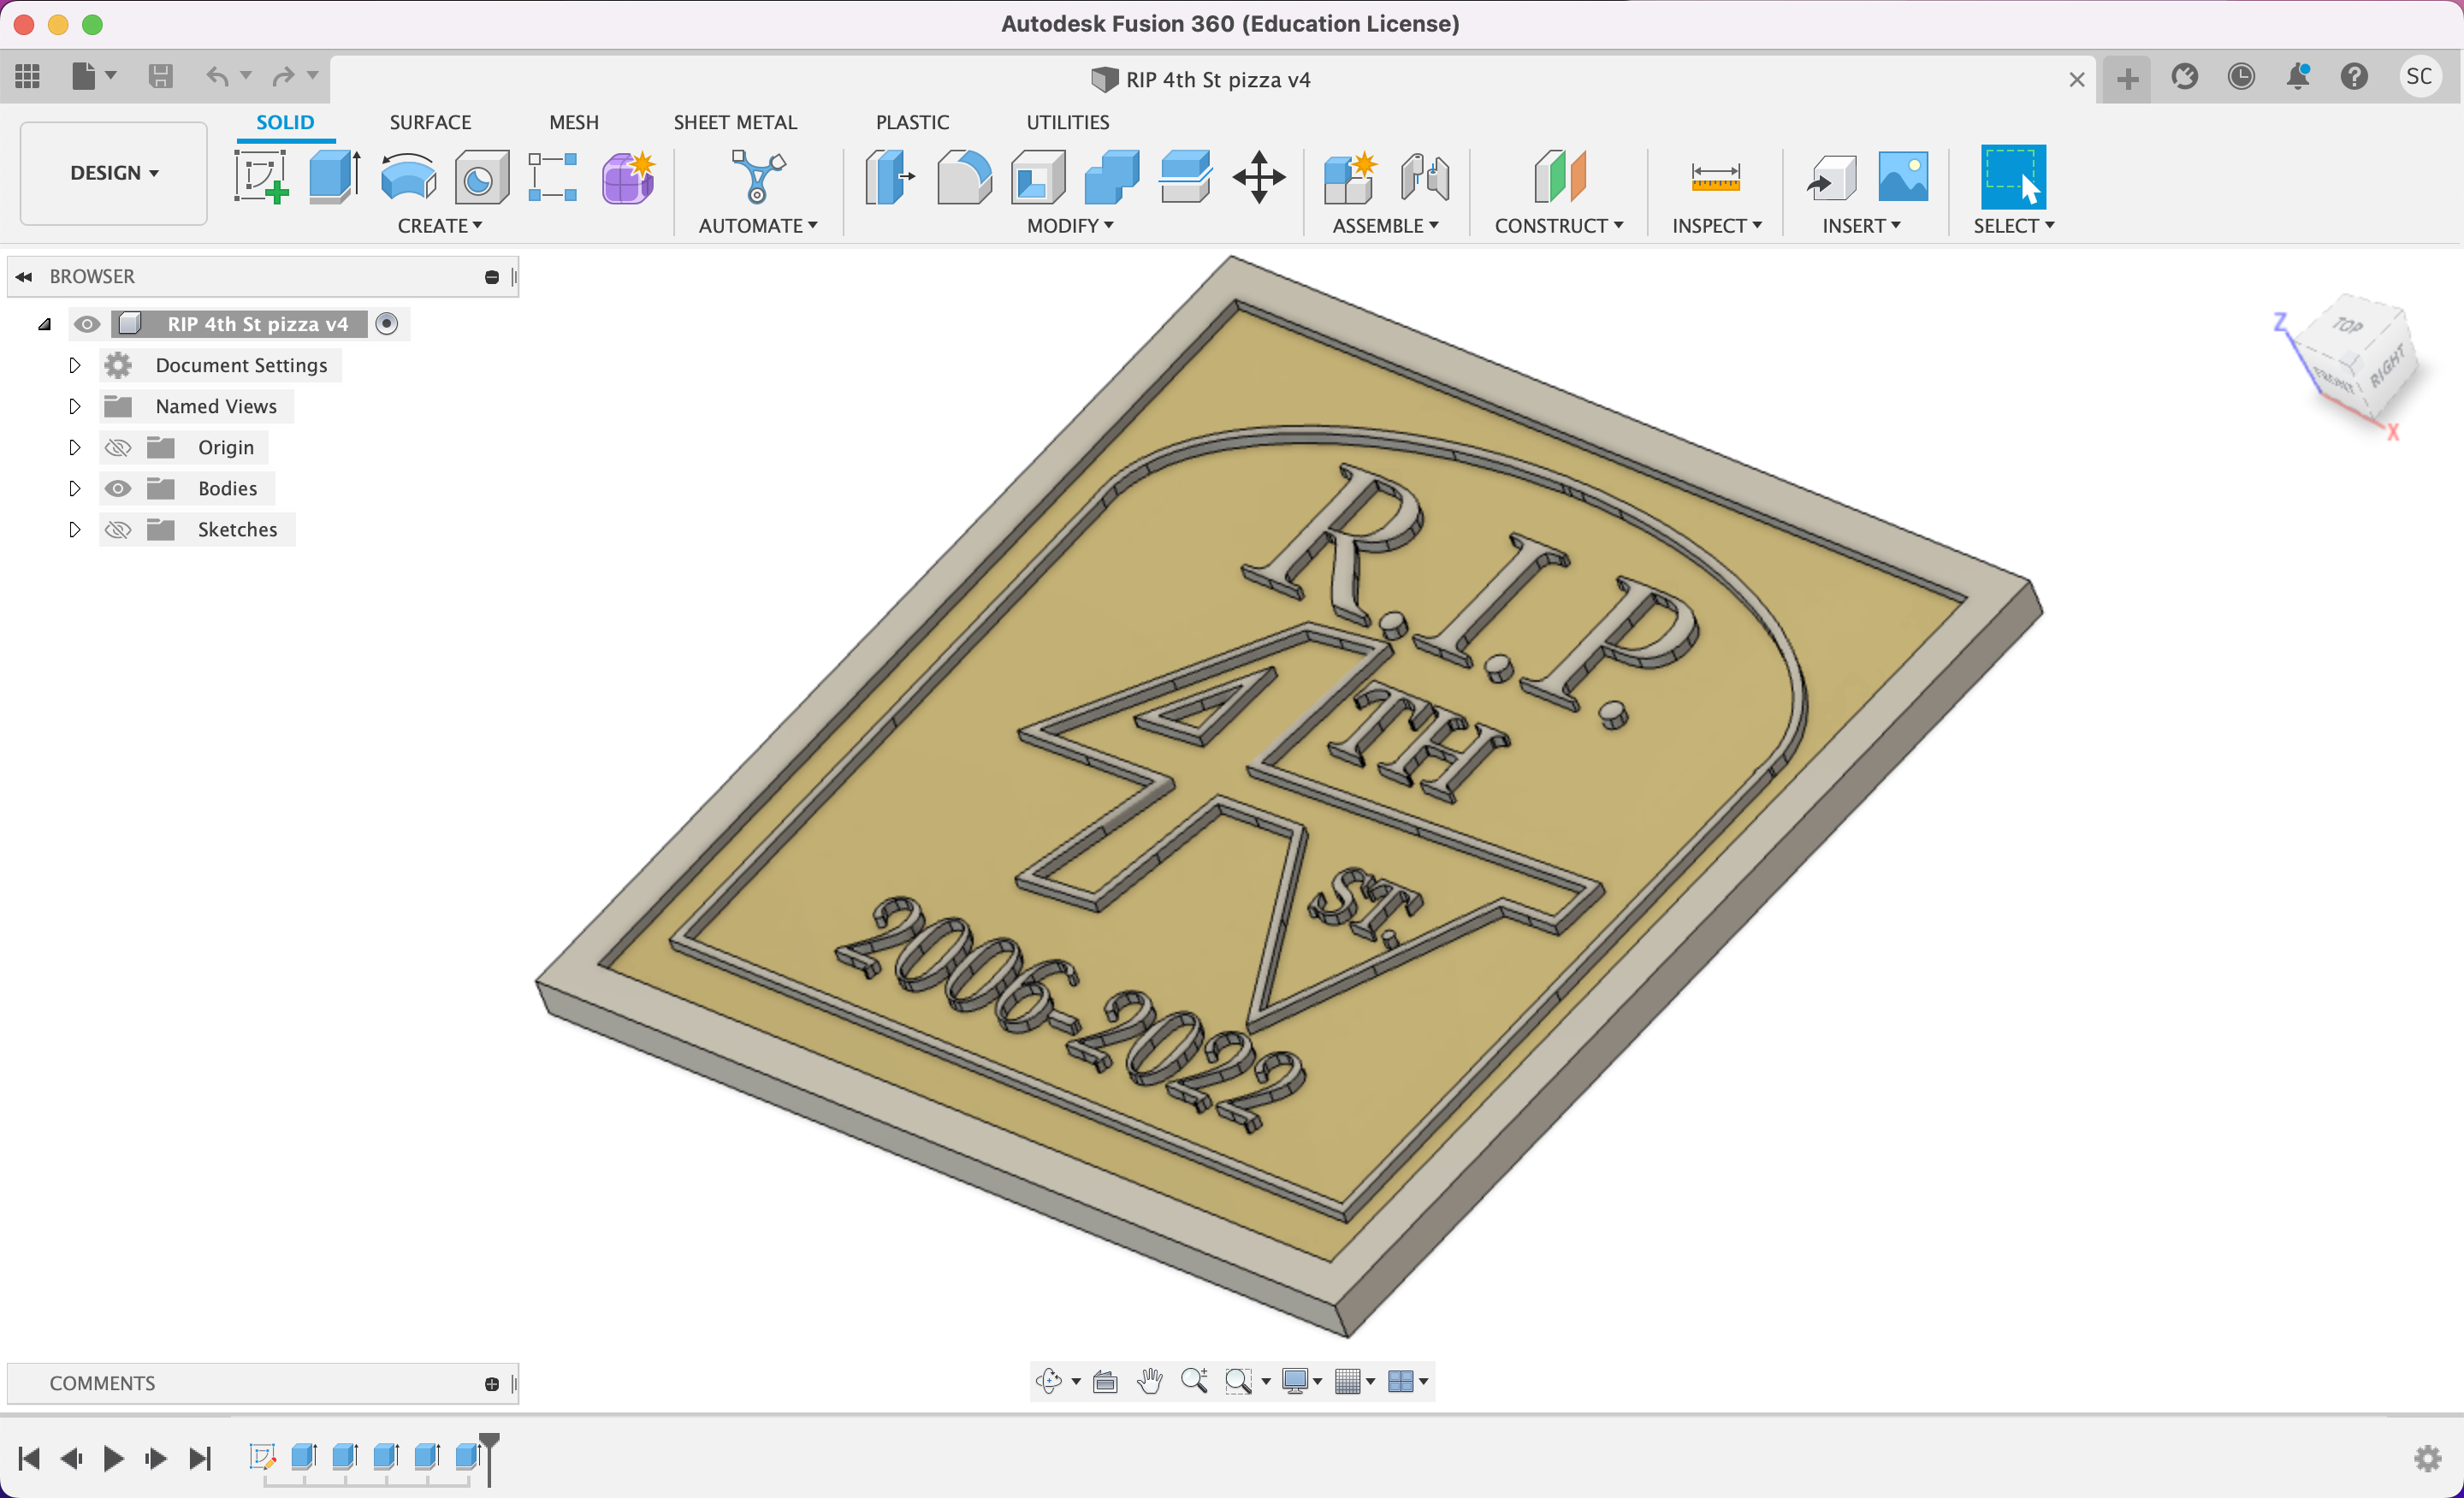 Autodesk Fusion 360 (Education License)
RIP 4th St pizza v4
SC
DESIGN
SOLID SURFACE MESH SHEET METAL PLASTIC UTILITIES
CREATE AUTOMATE MODIFY ASSEMBLE CONSTRUCT INSPECT INSERT SELECT
BROWSER
RIP 4th St pizza v4
Document Settings
Named Views
Origin
Bodies
Sketches
TOP
FRONT RIGHT
Z
X
R.I.P.
4 TH
ST.
2006-2022
COMMENTS